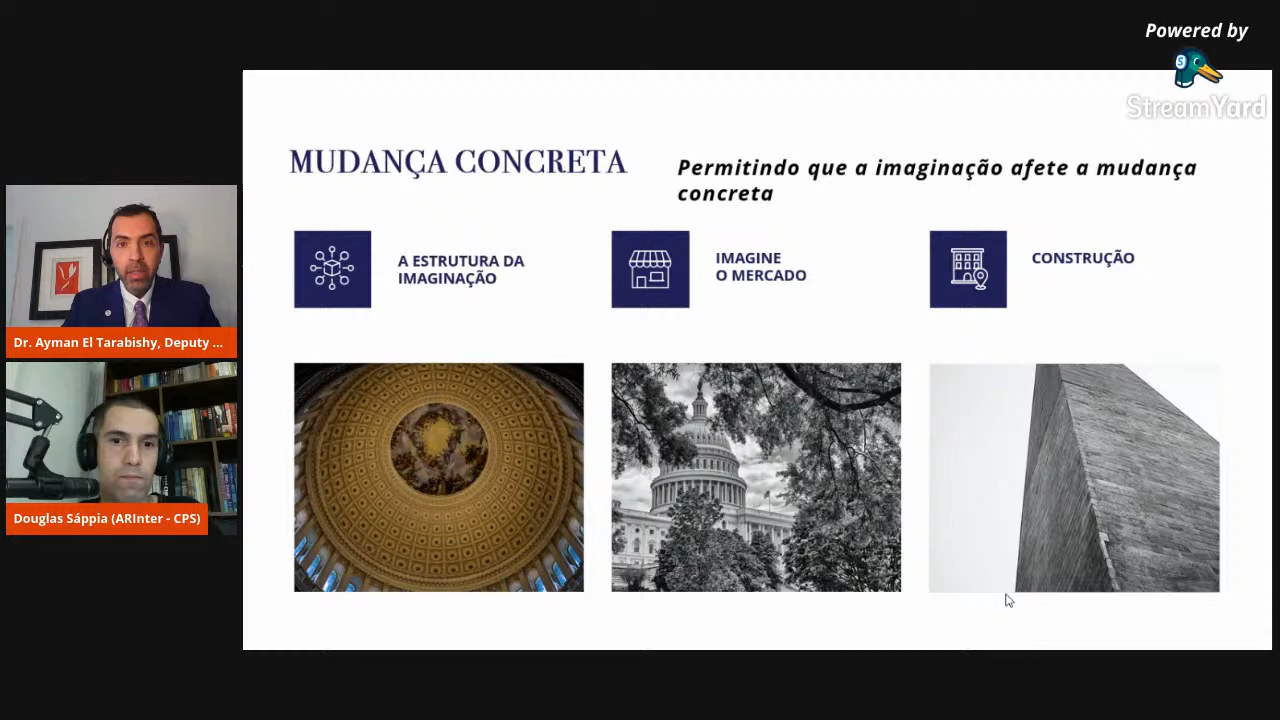 Powered by
StreamYard
MUDANÇA CONCRETA
Permitindo que a imaginação afete a mudança
concreta
A ESTRUTURA DA
IMAGINAÇÃO
IMAGINE
O MERCADO
CONSTRUÇÃO
Dr. Ayman El Tarabishy, Deputy ...
Douglas Sáppia (ARInter - CPS)